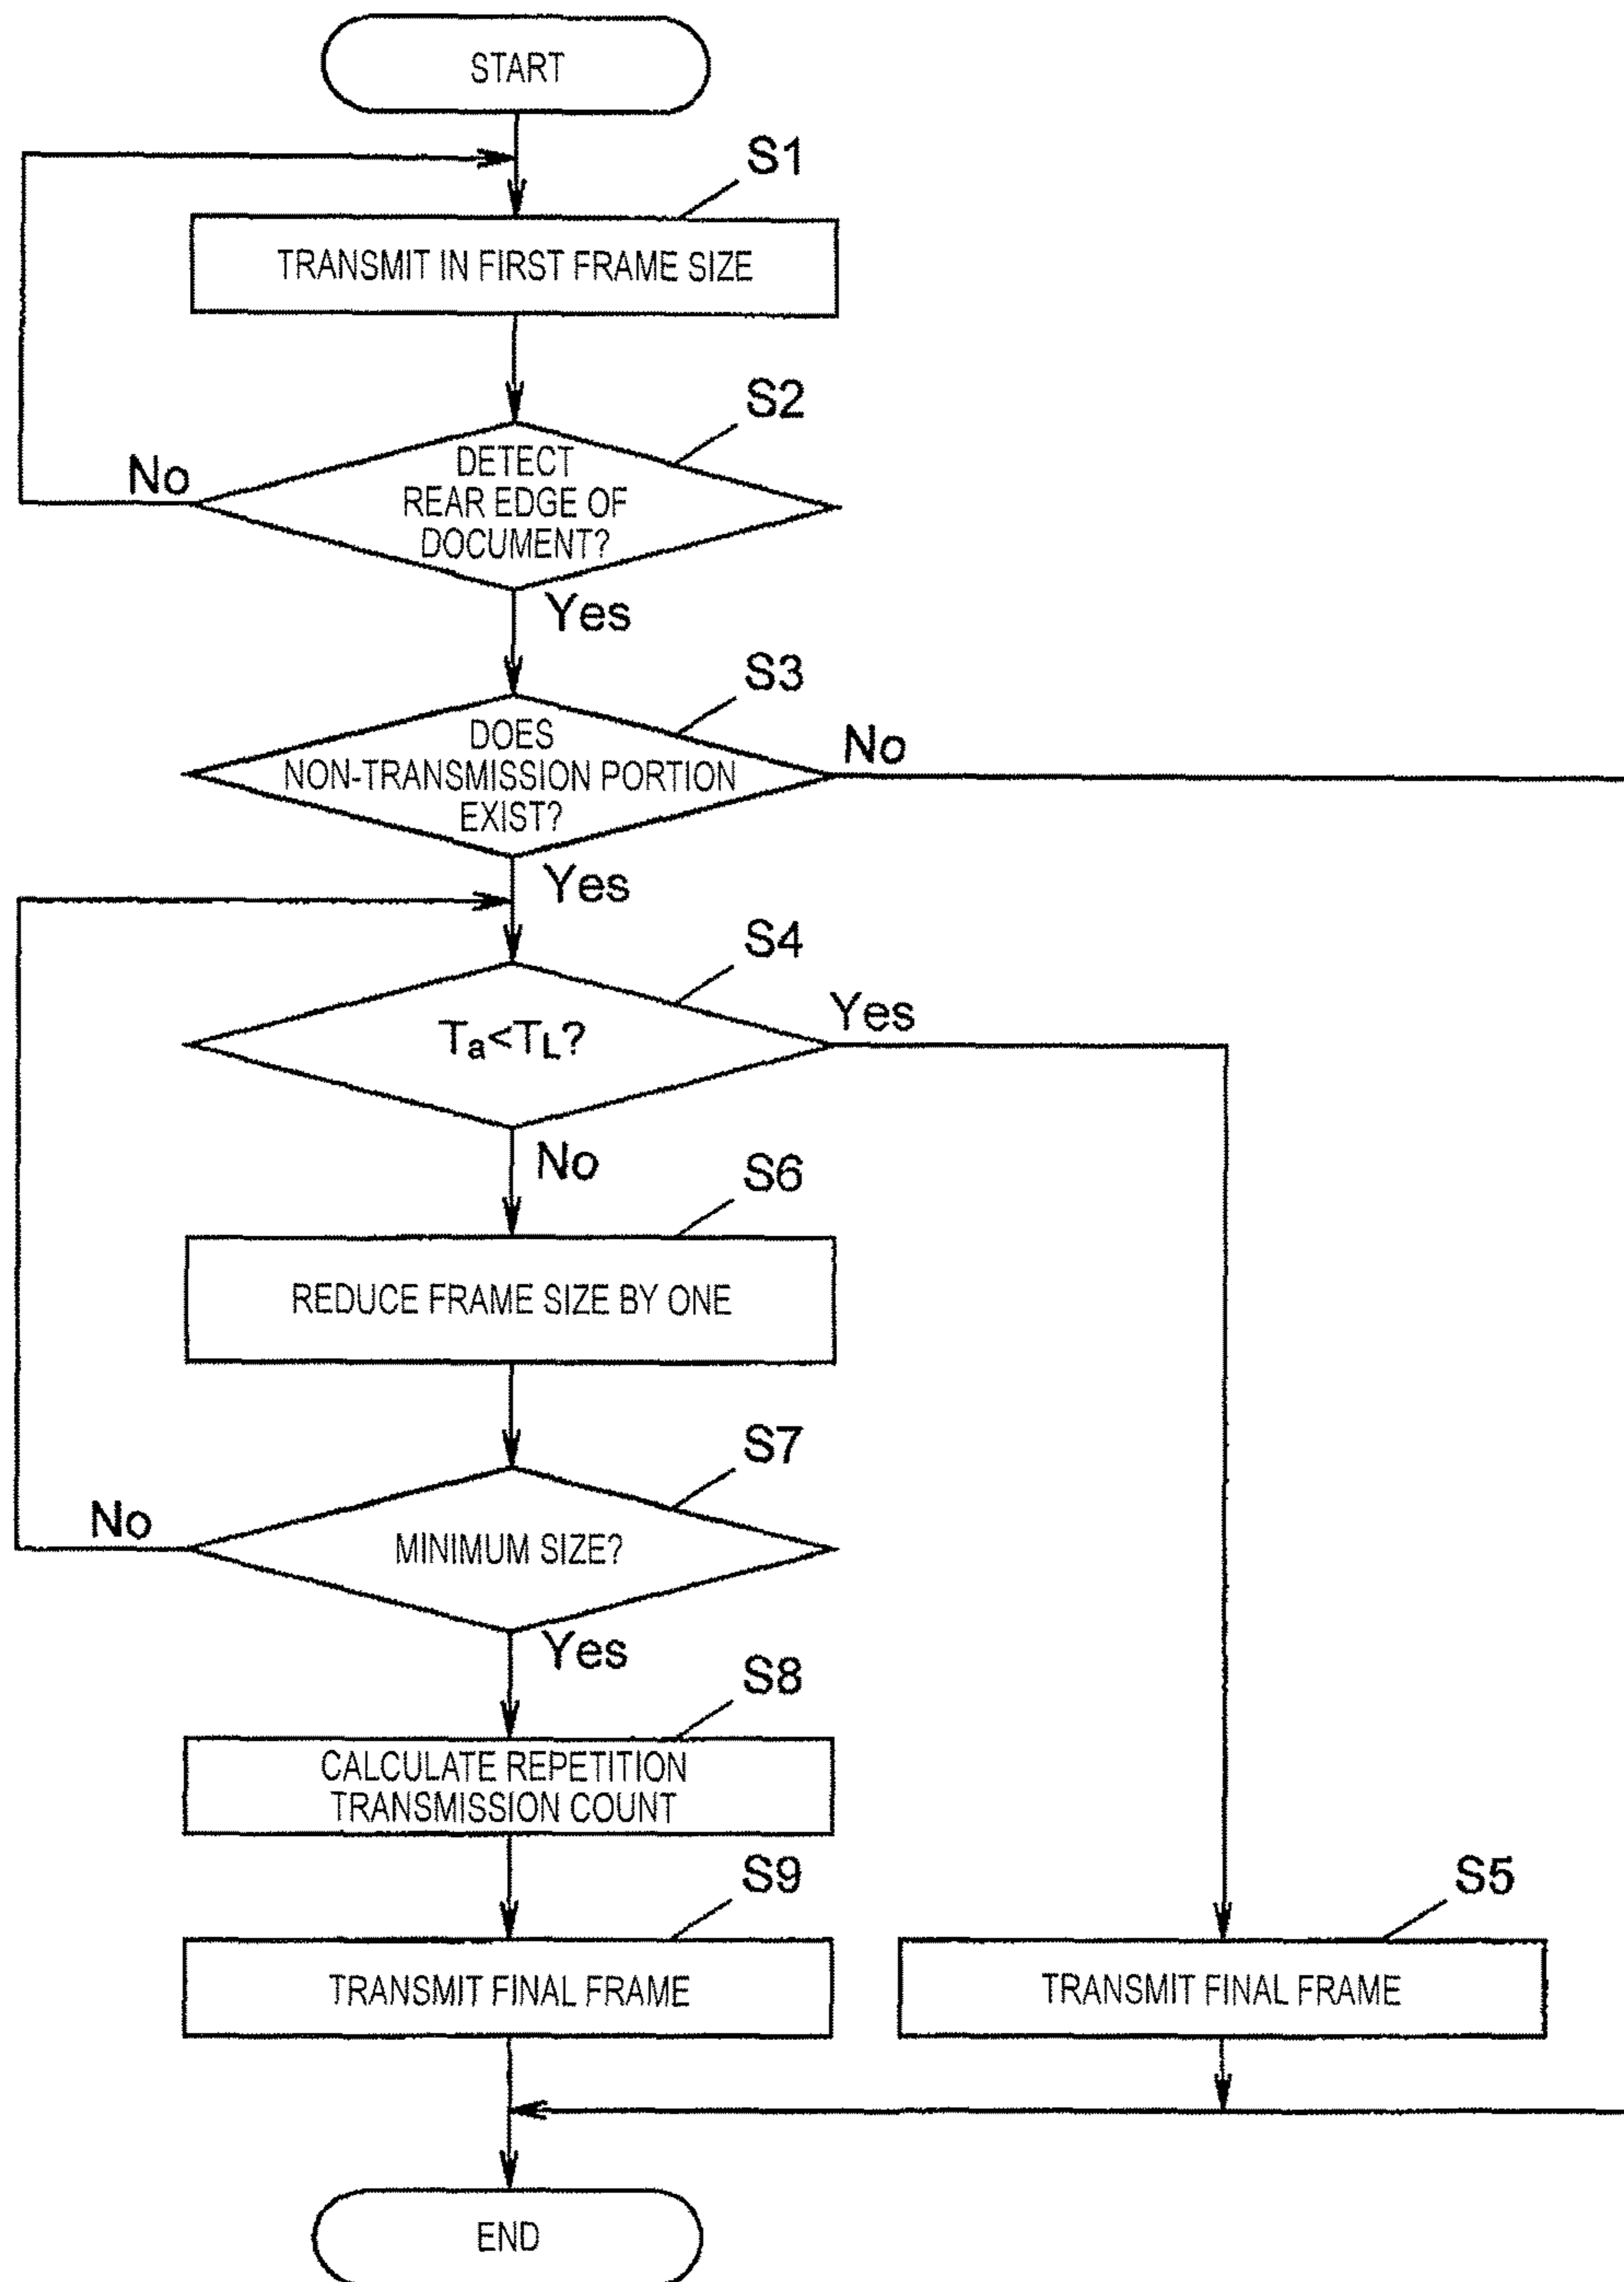 START
S1
TRANSMIT IN FIRST FRAME SIZE
S2
DETECT
REAR EDGE OF
DOCUMENT?
No
Yes
S3
DOES
NON-TRANSMISSION PORTION
EXIST?
No
Yes
S4
Ta<TL?
Yes
No
S6
REDUCE FRAME SIZE BY ONE
S7
MINIMUM SIZE?
No
Yes
S8
CALCULATE REPETITION
TRANSMISSION COUNT
S9
TRANSMIT FINAL FRAME
S5
TRANSMIT FINAL FRAME
END